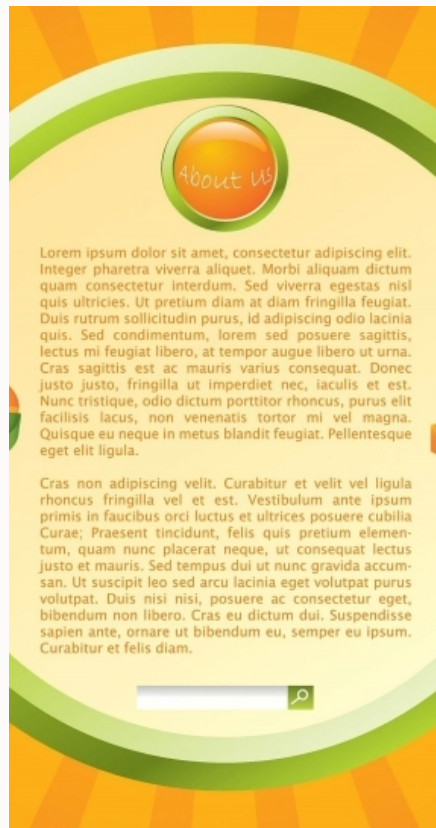 About Us
Lorem ipsum dolor sit amet, consectetur adipiscing elit.
Integer pharetra viverra aliquet. Morbi aliquam dictum
quam consectetur interdum. Sed viverra egestas nisl
quis ultricies. Ut pretium diam at diam fringilla feugiat.
Duis rutrum sollicitudin purus, id adipiscing odio lacinia
quis. Sed condimentum, lorem sed posuere sagittis,
lectus mi feugiat libero, at tempor augue libero ut urna.
Cras sagittis est ac mauris varius consequat. Donec
justo justo, fringilla ut imperdiet nec, iaculis et est.
Nunc tristique, odio dictum porttitor rhoncus, purus elit
facilisis lacus, non venenatis tortor mi vel magna.
Quisque eu neque in metus blandit feugiat. Pellentesque
eget elit ligula.
Cras non adipiscing velit. Curabitur et velit vel ligula
rhoncus fringilla vel et est. Vestibulum ante ipsum
primis in faucibus orci luctus et ultrices posuere cubilia
Curae; Praesent tincidunt, felis quis pretium elemen-
tum, quam nunc placerat neque, ut consequat lectus
justo et mauris. Sed tempus dui ut nunc gravida accum-
san. Ut suscipit leo sed arcu lacinia eget volutpat purus
volutpat. Duis nisi nisi, posuere ac consectetur eget,
bibendum non libero. Cras eu dictum dui. Suspendisse
sapien ante, ornare ut bibendum eu, semper eu ipsum.
Curabitur et felis diam.